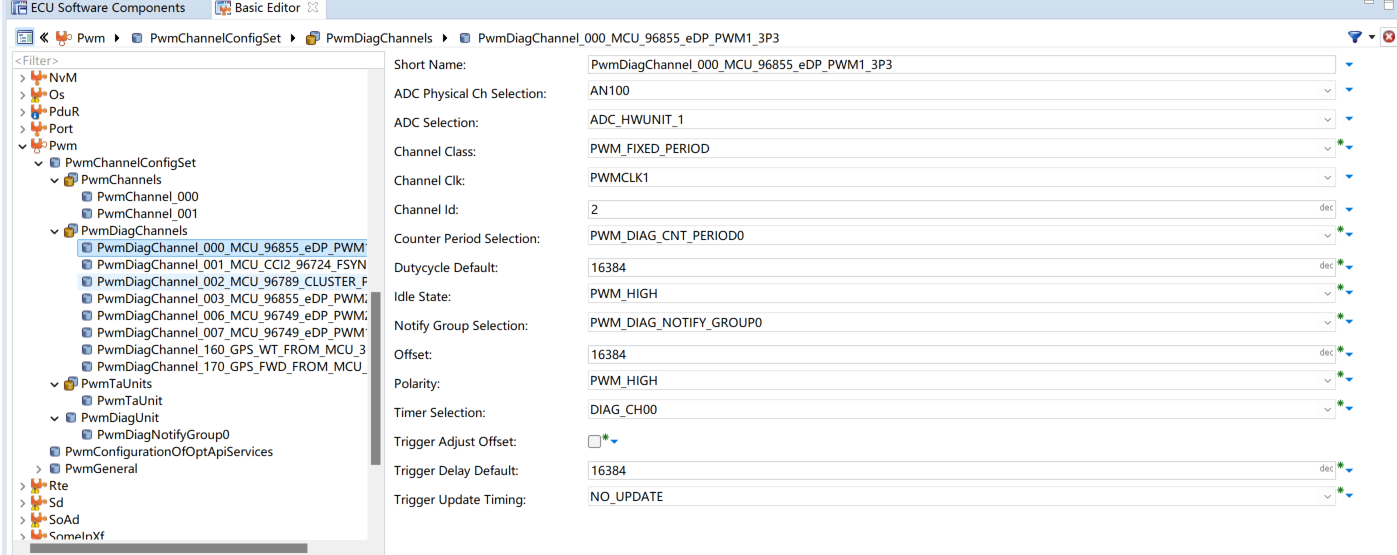 ECU Software Components
Basic Editor
Pwm PwmChannelConfigSet PwmDiagChannels PwmDiagChannel_000_MCU_96855_eDP_PWM1_3P3
<Filter>
NvM
Os
PduR
Port
Pwm
PwmChannelConfigSet
PwmChannels
PwmChannel_000
PwmChannel_001
PwmDiagChannels
PwmDiagChannel_000_MCU_96855_eDP_PWM1
PwmDiagChannel_001_MCU_CCI2_96724_FSYN
PwmDiagChannel_002_MCU_96789_CLUSTER_P
PwmDiagChannel_003_MCU_96855_eDP_PWM2
PwmDiagChannel_006_MCU_96749_eDP_PWM2
PwmDiagChannel_007_MCU_96749_eDP_PWM1
PwmDiagChannel_160_GPS_WT_FROM_MCU_3
PwmDiagChannel_170_GPS_FWD_FROM_MCU_
PwmTaUnits
PwmTaUnit
PwmDiagUnit
PwmDiagNotifyGroup0
PwmConfigurationOfOptApiServices
PwmGeneral
Rte
Sd
SoAd
SomeIpXf
Short Name: PwmDiagChannel_000_MCU_96855_eDP_PWM1_3P3
ADC Physical Ch Selection: AN100
ADC Selection: ADC_HWUNIT_1
Channel Class: PWM_FIXED_PERIOD
Channel Clk: PWMCLK1
Channel Id: 2 dec
Counter Period Selection: PWM_DIAG_CNT_PERIOD0
Dutycycle Default: 16384 dec
Idle State: PWM_HIGH
Notify Group Selection: PWM_DIAG_NOTIFY_GROUP0
Offset: 16384 dec
Polarity: PWM_HIGH
Timer Selection: DIAG_CH00
Trigger Adjust Offset:
Trigger Delay Default: 16384 dec
Trigger Update Timing: NO_UPDATE